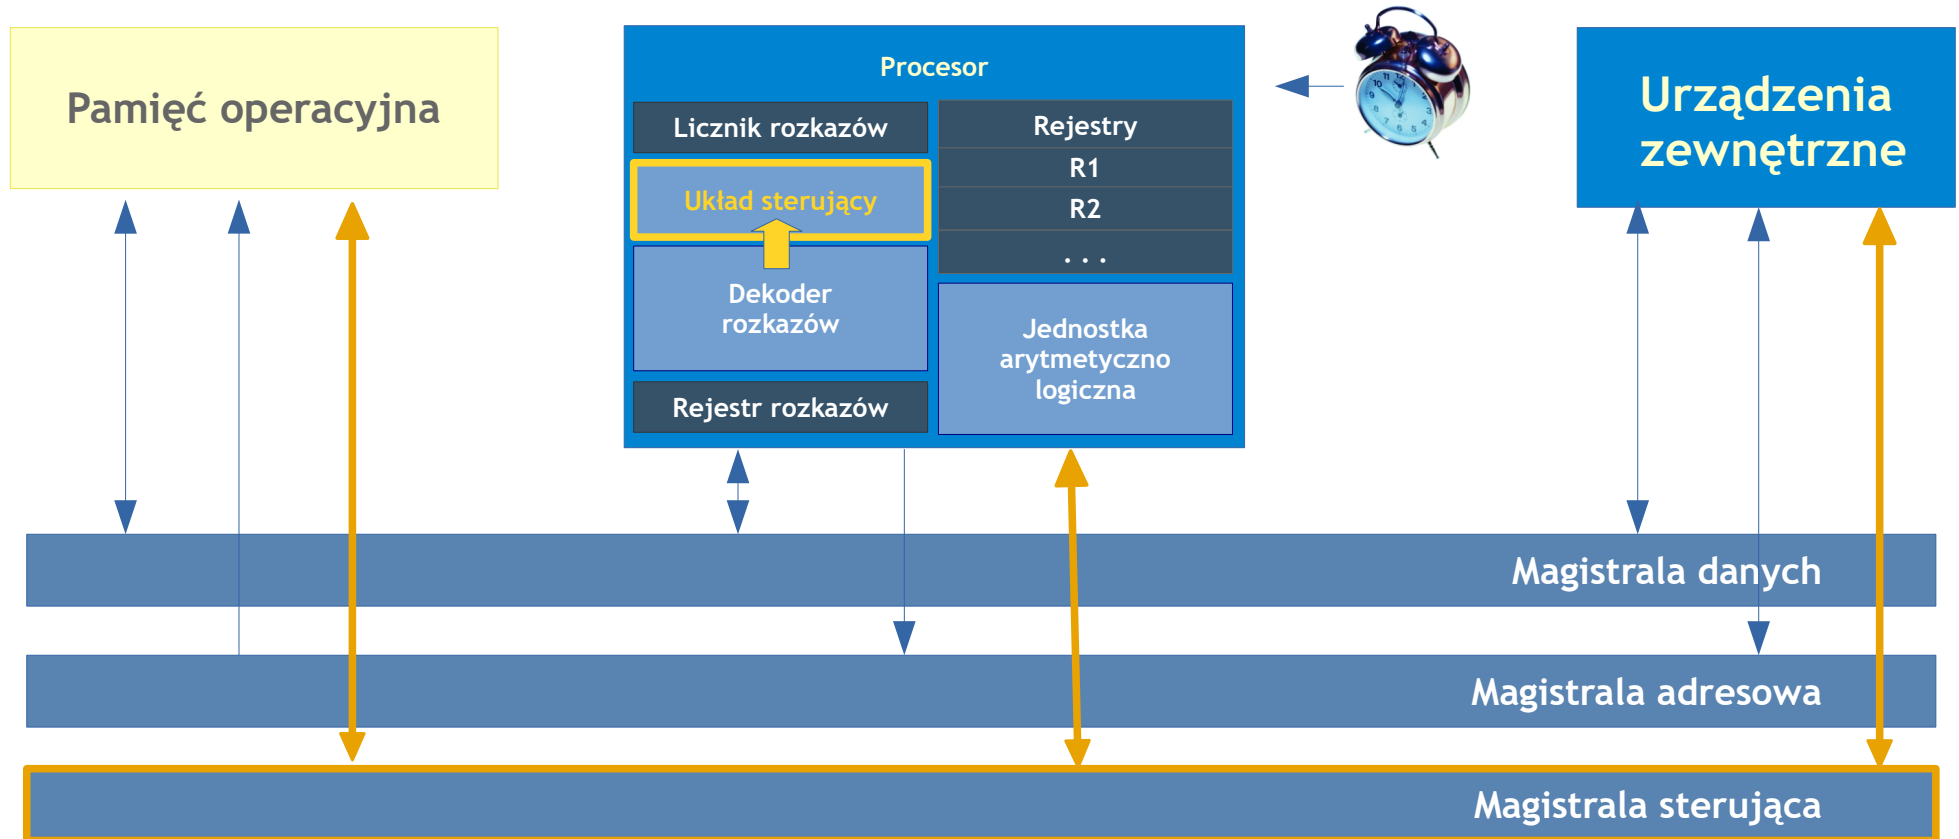 Pamięć operacyjna
Procesor
Licznik rozkazów
Układ sterujący
Dekoder
rozkazów
Rejestr rozkazów
Rejestry
R1
R2
. . .
Jednostka
arytmetyczno
logiczna
Urządzenia
zewnętrzne
Magistrala danych
Magistrala adresowa
Magistrala sterująca